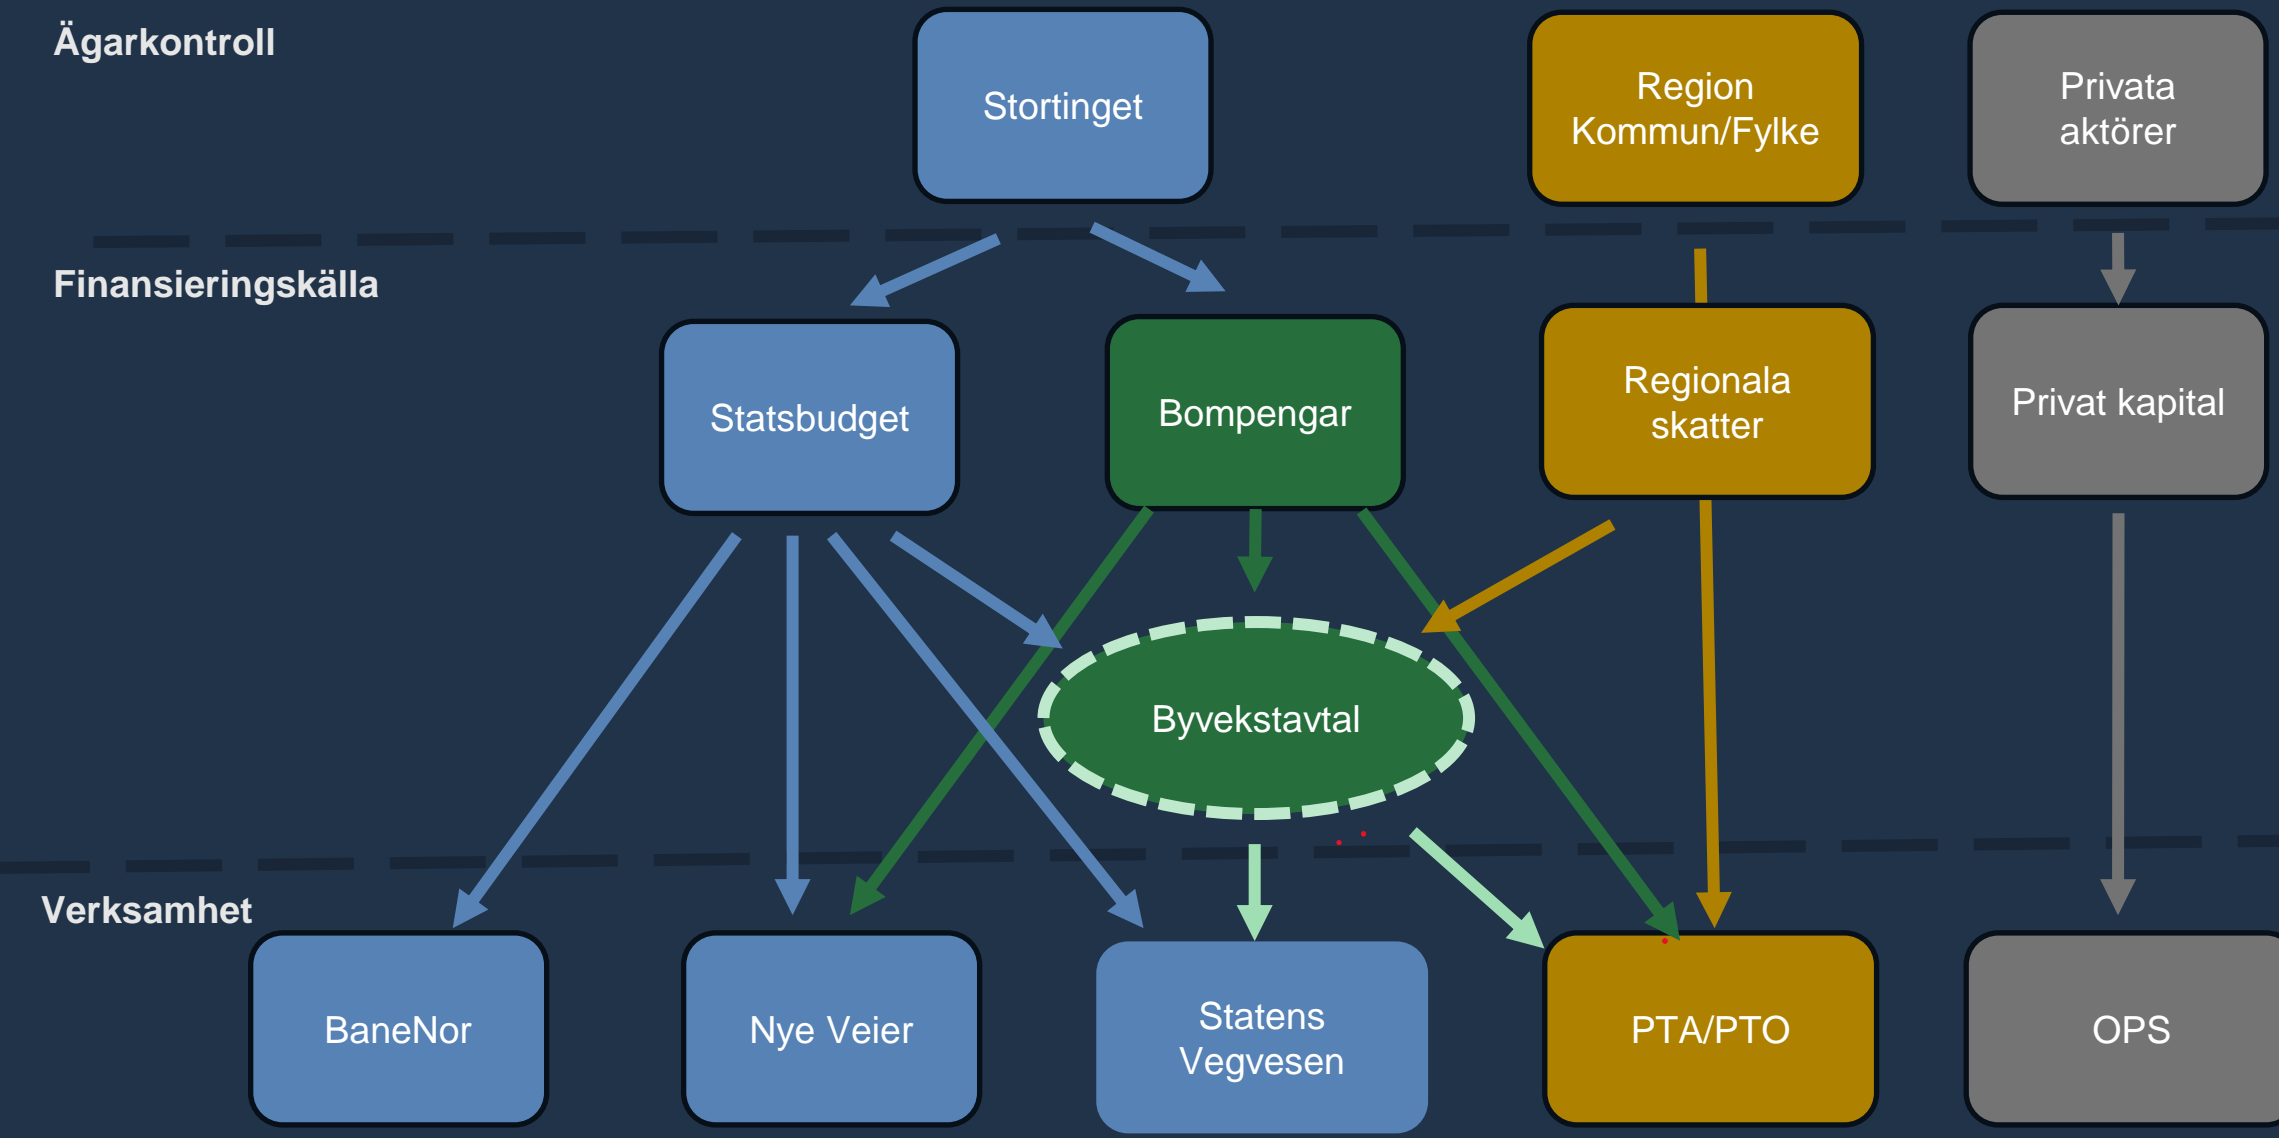 Ägarkontroll
Stortinget
Region
Kommun/Fylke
Privata
aktörer
Finansieringskälla
Statsbudget
Bompengar
Regionala
skatter
Privat kapital
Byvekstavtal
Verksamhet
BaneNor
Nye Veier
Statens
Vegvesen
PTA/PTO
OPS